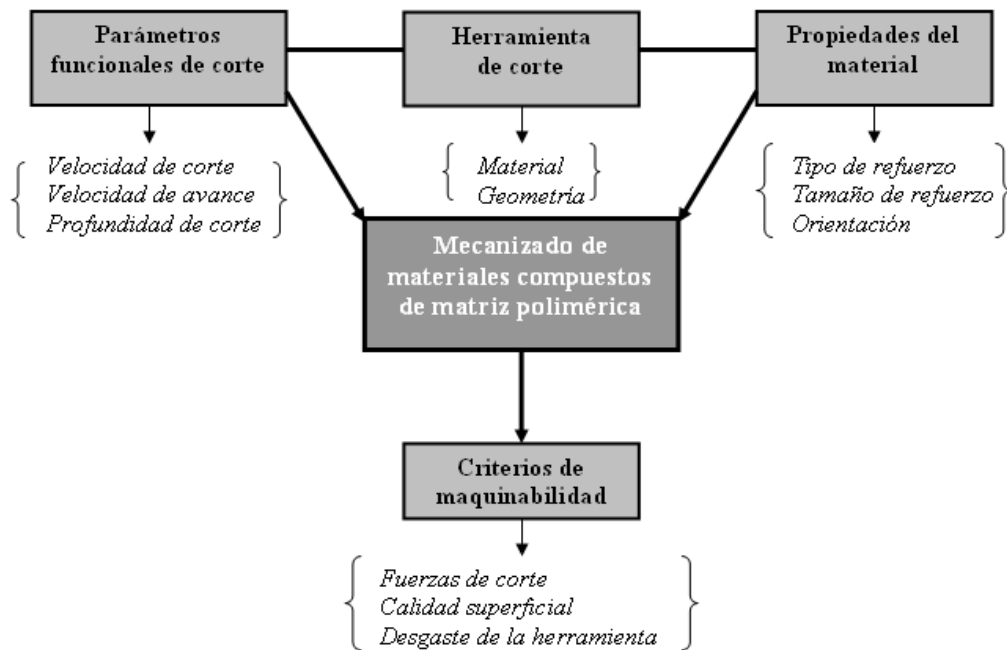 Parámetros
funcionales de corte
Herramienta
de corte
Propiedades del
material
Velocidad de corte
Velocidad de avance
Profundidad de corte
Material
Geometría
Tipo de refuerzo
Tamaño de refuerzo
Orientación
Mecanizado de
materiales compuestos
de matriz polimérica
Criterios de
maquinabilidad
Fuerzas de corte
Calidad superficial
Desgaste de la herramienta